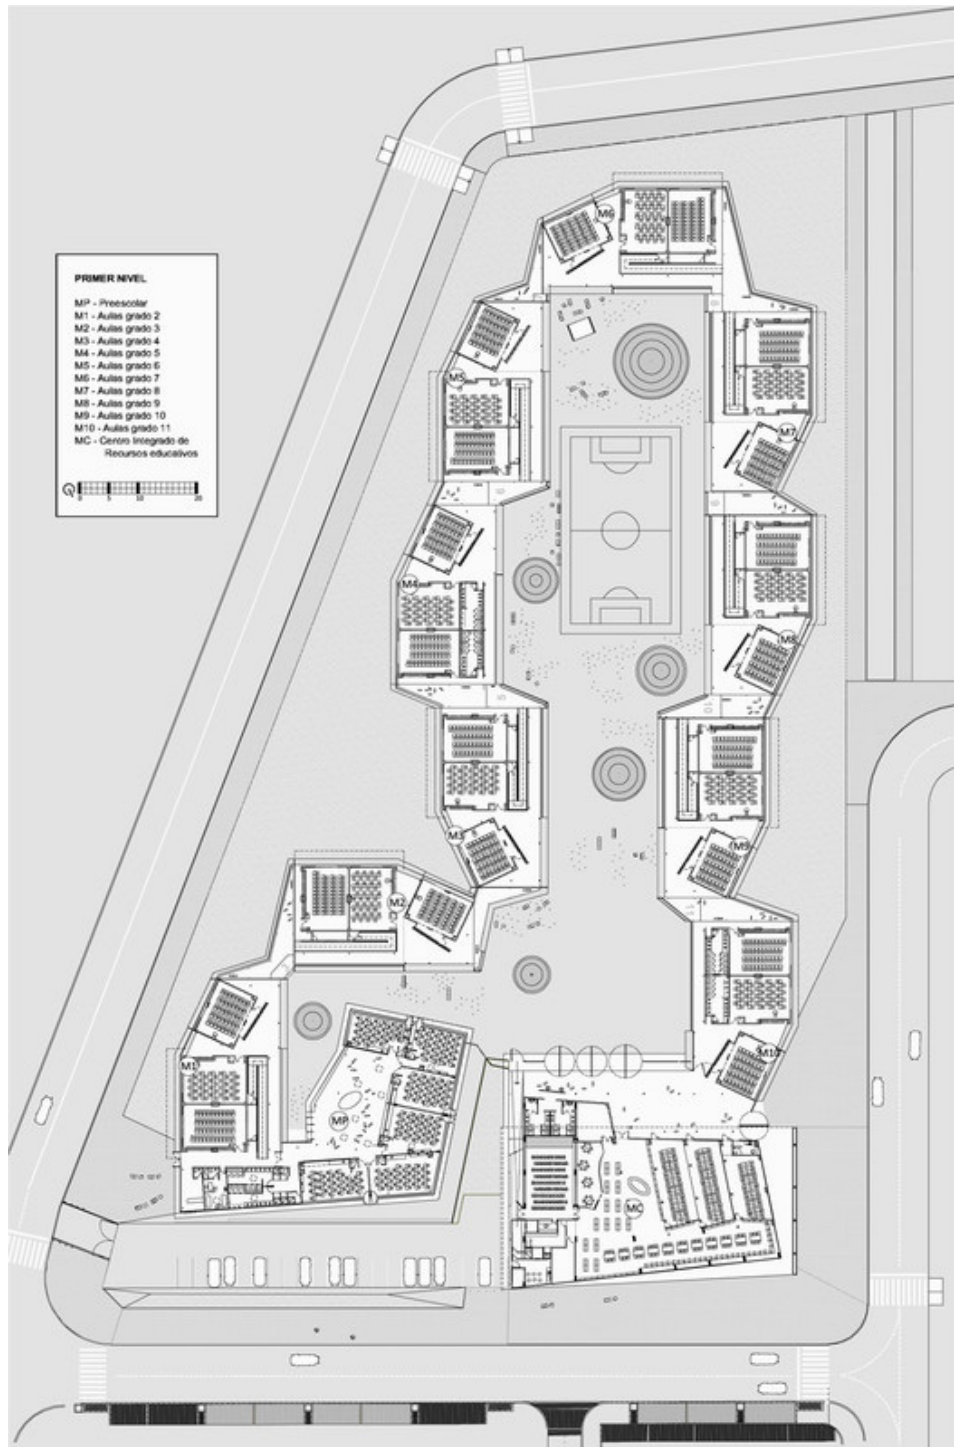 PRIMER NIVEL
MP - Preescolar
M1 - Aulas grado 2
M2 - Aulas grado 3
M3 - Aulas grado 4
M4 - Aulas grado 5
M5 - Aulas grado 6
M6 - Aulas grado 7
M7 - Aulas grado 8
M8 - Aulas grado 9
M9 - Aulas grado 10
M10 - Aulas grado 11
MC - Centro Integrado de
Recursos educativos
0 5 10 20
M6
M5
M7
M4
M8
M3
M9
M2
M10
M1
MP
MC